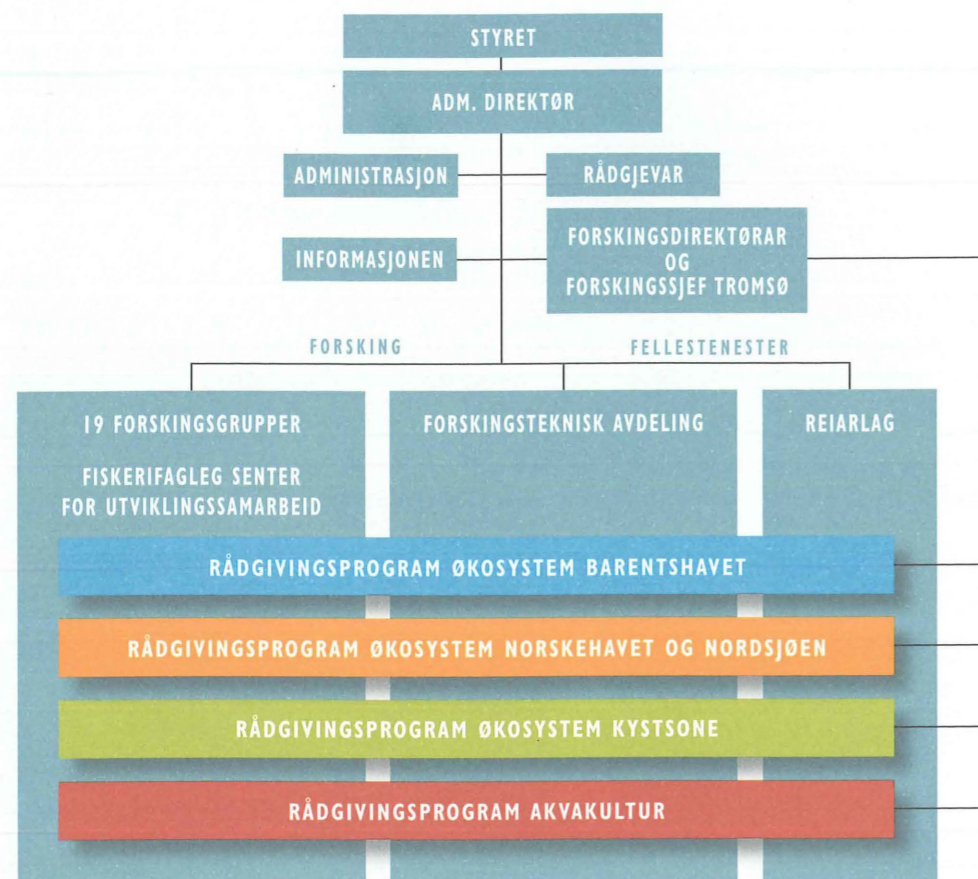 STYRET
ADM. DIREKTØR
ADMINISTRASJON
RÅDGJEVAR
INFORMASJONEN
FORSKINGSDIREKTØRAR
OG
FORSKINGSSJEF TROMSØ
FORSKING
FELLESTENESTER
19 FORSKINGSGRUPPER
FISKERIFAGLEG SENTER
FOR UTVIKLINGSSAMARBEID
FORSKINGSTEKNISK AVDELING
REIARLAG
RÅDGIVINGSPROGRAM ØKOSYSTEM BARENTSHAVET
RÅDGIVINGSPROGRAM ØKOSYSTEM NORSKEHAVET OG NORDSJØEN
RÅDGIVINGSPROGRAM ØKOSYSTEM KYSTSONE
RÅDGIVINGSPROGRAM AKVAKULTUR